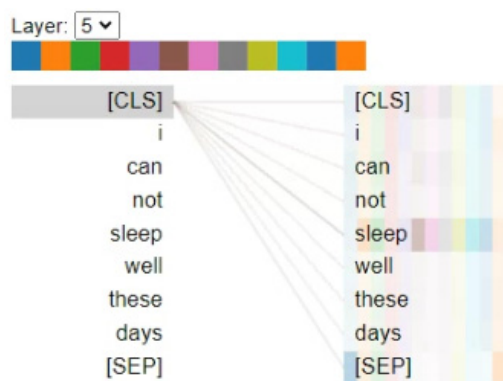 Layer: 5
[CLS] [CLS]
i i
can can
not not
sleep sleep
well well
these these
days days
[SEP] [SEP]